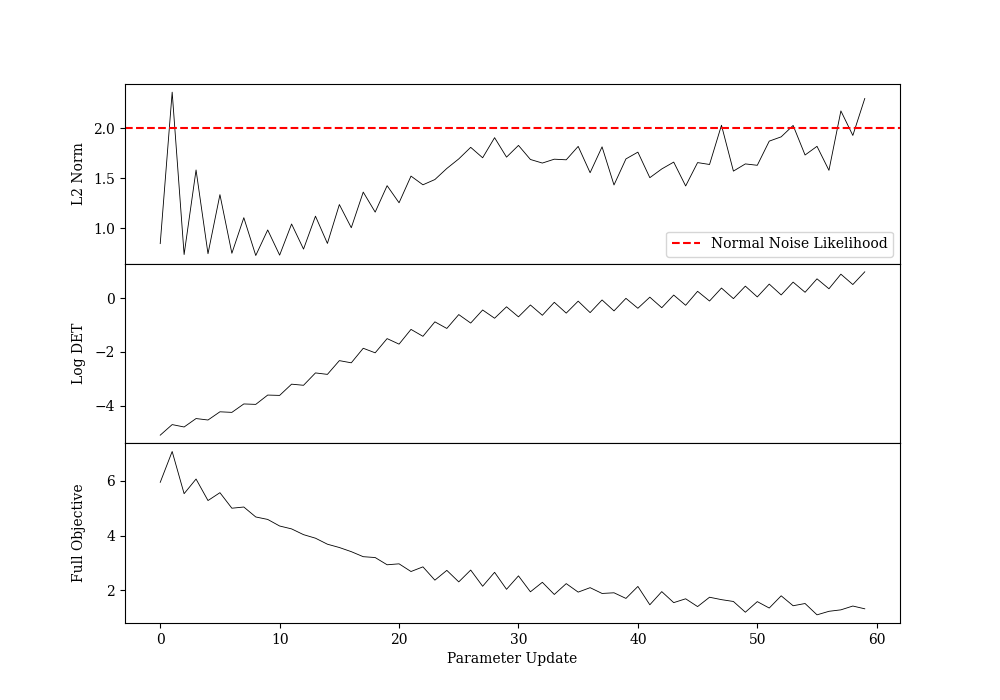 2.0
1.5
1.0
L2 Norm
Normal Noise Likelihood
0
−2
−4
Log DET
6
4
2
Full Objective
0 10 20 30 40 50 60
Parameter Update